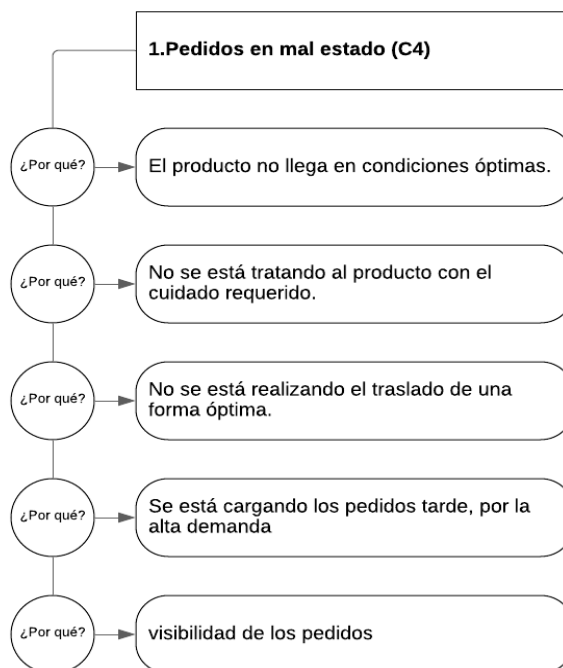 1.Pedidos en mal estado (C4)
¿Por qué?
El producto no llega en condiciones óptimas.
¿Por qué?
No se está tratando al producto con el
cuidado requerido.
¿Por qué?
No se está realizando el traslado de una
forma óptima.
¿Por qué?
Se está cargando los pedidos tarde, por la
alta demanda
¿Por qué?
visibilidad de los pedidos